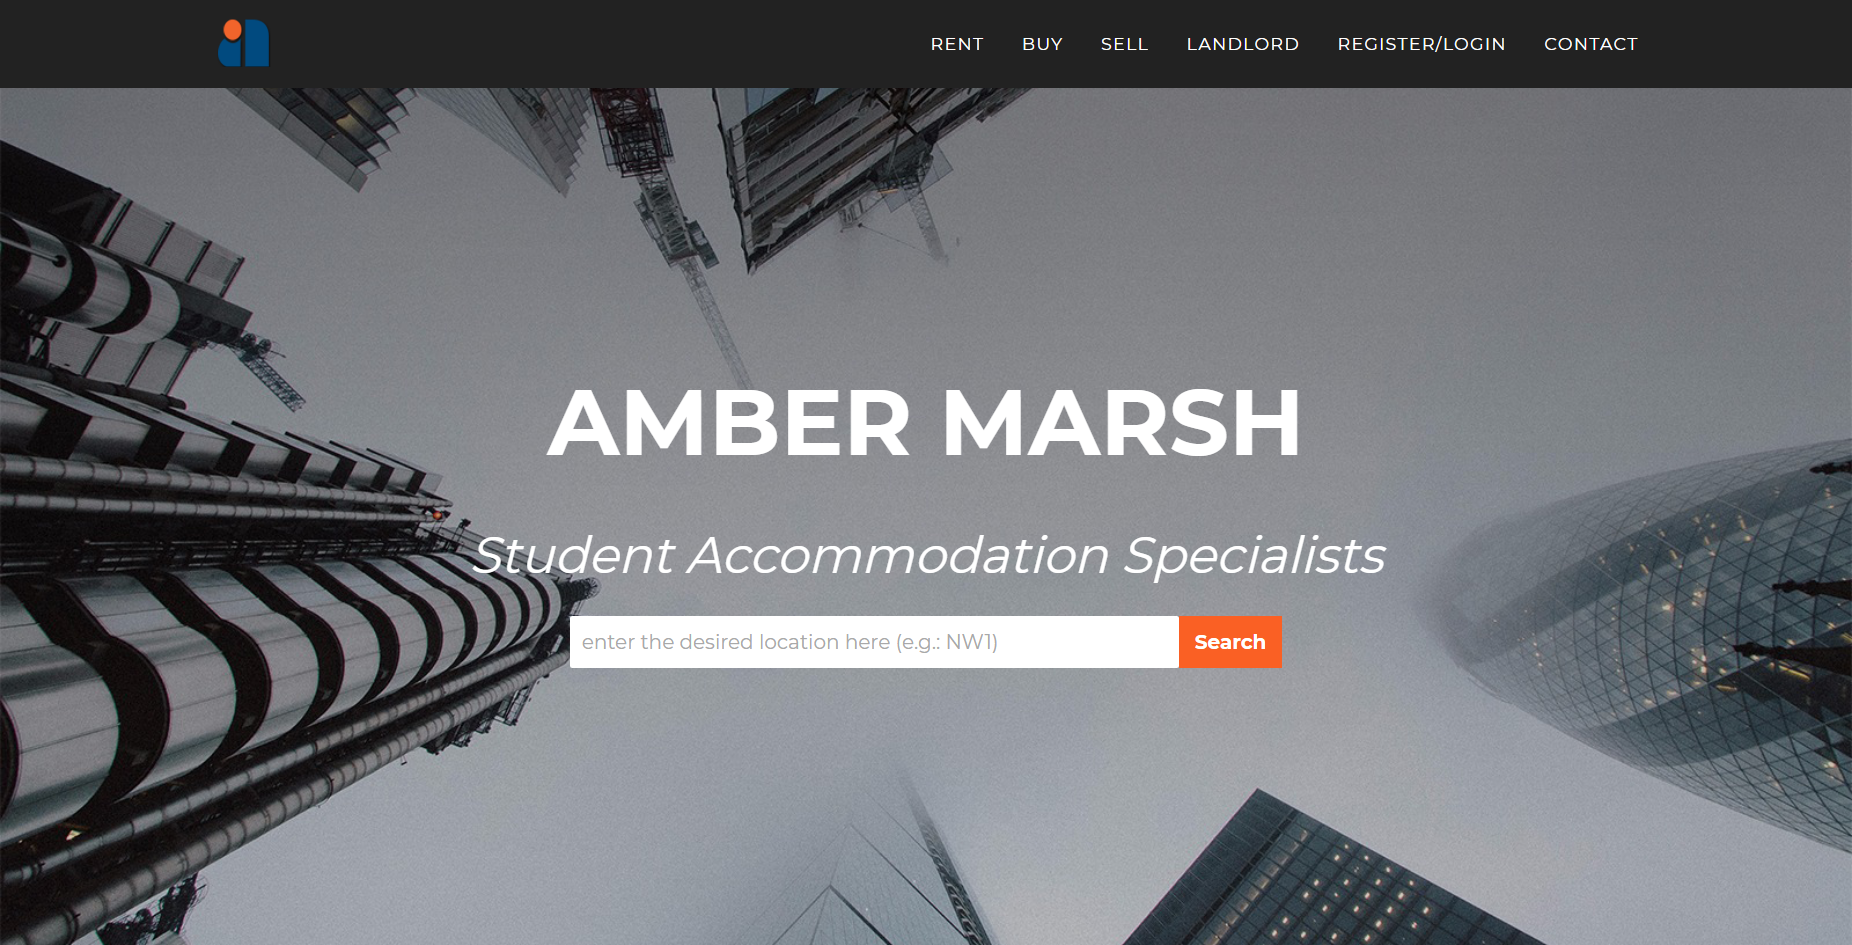 RENT BUY SELL LANDLORD REGISTER/LOGIN CONTACT
AMBER MARSH
Student Accommodation Specialists
enter the desired location here (e.g.: NW1) Search